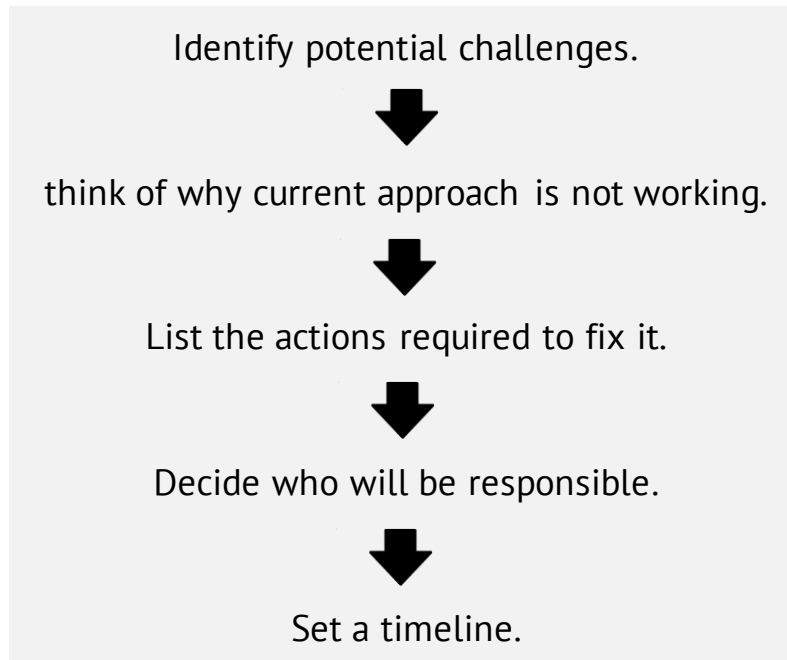 Identify potential challenges.
think of why current approach is not working.
List the actions required to fix it.
Decide who will be responsible.
Set a timeline.